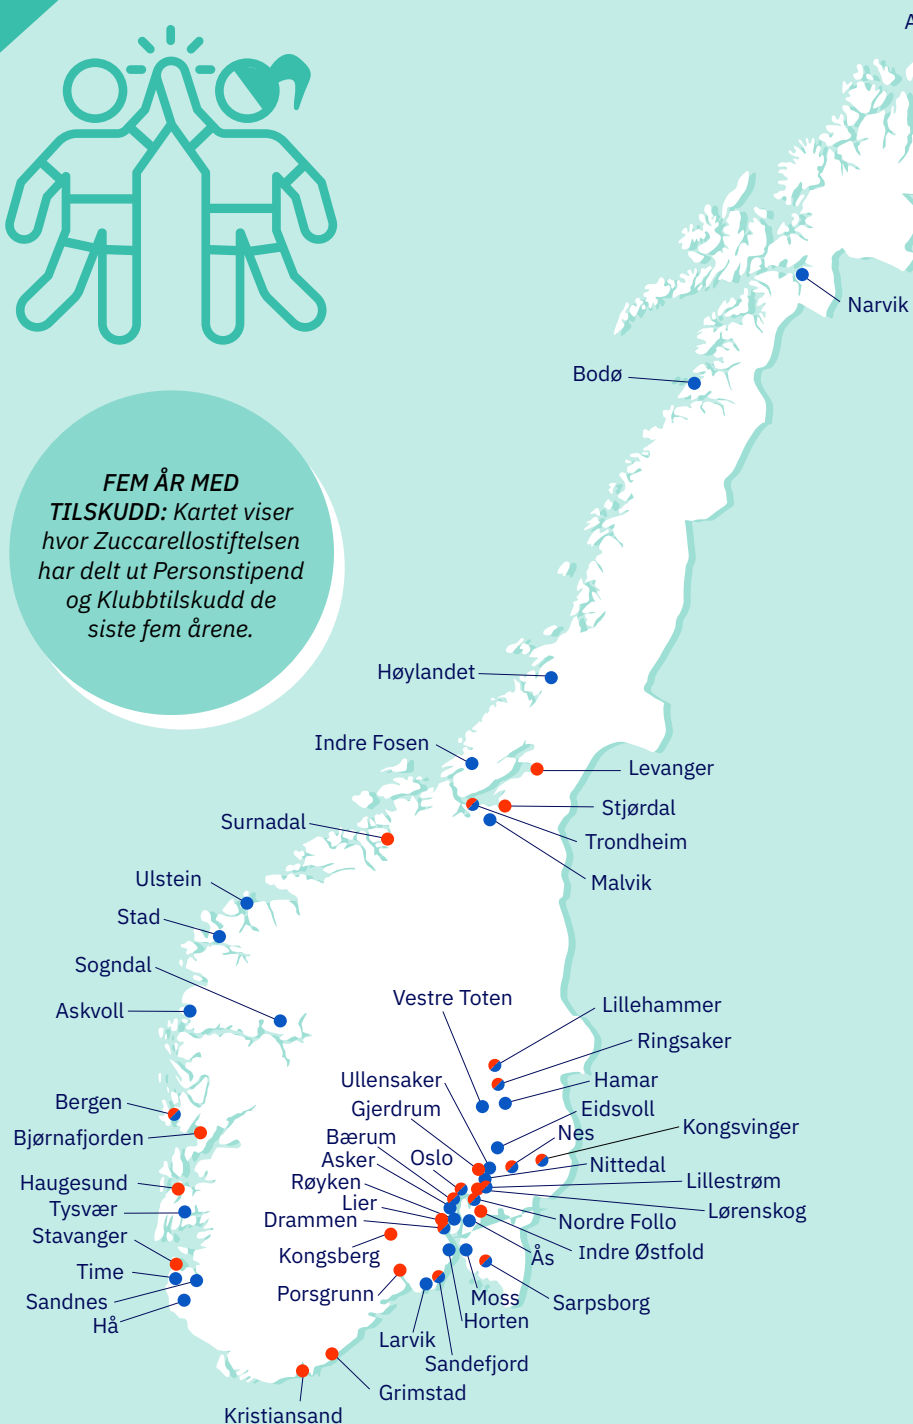 A
Narvik
Bodø
FEM ÅR MED
TILSKUDD: Kartet viser
hvor Zuccarellostiftelsen
har delt ut Personstipend
og Klubbtilskudd de
siste fem årene.
Høylandet
Indre Fosen
Levanger
Stjørdal
Surnadal
Trondheim
Malvik
Ulstein
Stad
Sogndal
Askvoll
Vestre Toten
Lillehammer
Ringsaker
Ullensaker
Hamar
Gjerdrum
Eidsvoll
Bergen
Bærum
Nes
Kongsvinger
Bjørnafjorden
Asker
Oslo
Nittedal
Haugesund
Røyken
Lillestrøm
Tysvær
Lier
Lørenskog
Drammen
Nordre Follo
Stavanger
Kongsberg
Ås
Indre Østfold
Time
Porsgrunn
Moss
Sarpsborg
Sandnes
Horten
Hå
Larvik
Sandefjord
Grimstad
Kristiansand